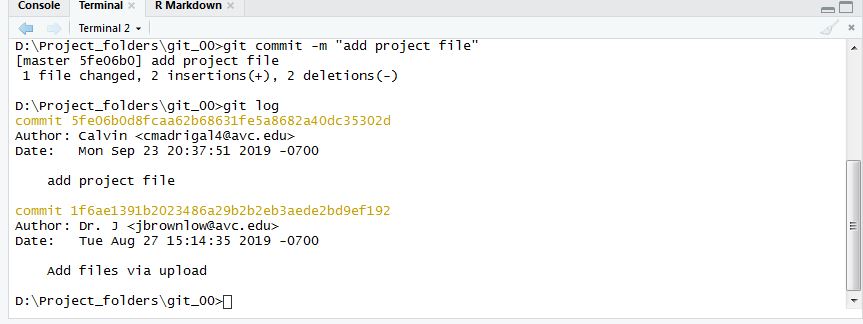 Console Terminal × R Markdown ×
Terminal 2
D:\Project_folders\git_00>git commit -m "add project file"
[master 5fe06b0] add project file
 1 file changed, 2 insertions(+), 2 deletions(-)
D:\Project_folders\git_00>git log
commit 5fe06b0d8fcaa62b68631fe5a8682a40dc35302d
Author: Calvin <cmadrigal4@avc.edu>
Date:   Mon Sep 23 20:37:51 2019 -0700
    add project file
commit 1f6ae1391b2023486a29b2b2eb3aede2bd9ef192
Author: Dr. J <jbrownlow@avc.edu>
Date:   Tue Aug 27 15:14:35 2019 -0700
    Add files via upload
D:\Project_folders\git_00>